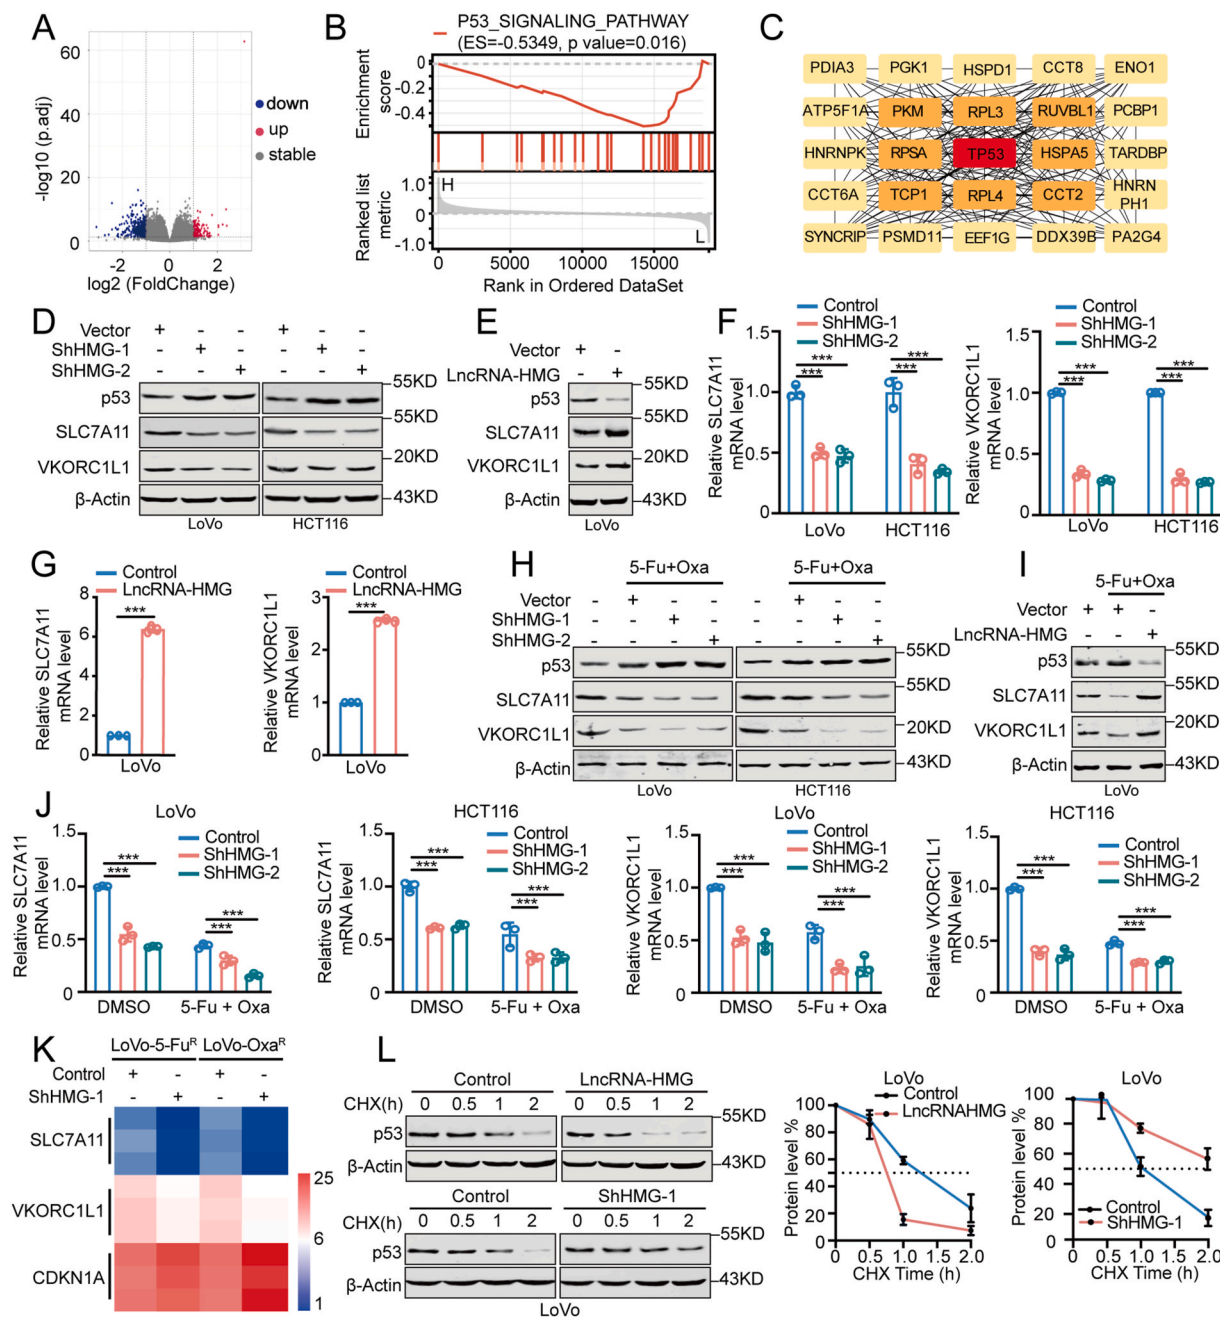 A
60
40
20
0
-log10 (p.adj)
-2 0 2
log2 (FoldChange)
down
up
stable
B
P53_SIGNALING_PATHWAY
(ES=-0.5349, p value=0.016)
Enrichment
score
0
-0.2
-0.4
Ranked list
metric
1.0
0
-1.0
H
L
0 5000 10000 15000
Rank in Ordered DataSet
C
PDIA3 PGK1 HSPD1 CCT8 ENO1
ATP5F1A PKM RPL3 RUVBL1 PCBP1
HNRNPK RPSA TP53 HSPA5 TARDBP
CCT6A TCP1 RPL4 CCT2 HNRN
PH1
SYNCRIP PSMD11 EEF1G DDX39B PA2G4
D
Vector + - - + - -
ShHMG-1 - + - - + -
ShHMG-2 - - + - - +
p53 55KD
SLC7A11 55KD
VKORC1L1 20KD
β-Actin 43KD
LoVo HCT116
E
Vector + -
LncRNA-HMG - +
p53 55KD
SLC7A11 55KD
VKORC1L1 20KD
β-Actin 43KD
LoVo
F
Control
ShHMG-1
ShHMG-2
Relative SLC7A11
mRNA level
1.5
1.0
0.5
0
*** *** *** ***
LoVo HCT116
Control
ShHMG-1
ShHMG-2
Relative VKORC1L1
mRNA level
1.5
1.0
0.5
0
*** *** *** ***
LoVo HCT116
G
Control
LncRNA-HMG
Relative SLC7A11
mRNA level
8
6
4
2
0
***
LoVo
Control
LncRNA-HMG
Relative VKORC1L1
mRNA level
3
2
1
0
***
LoVo
H
5-Fu+Oxa 5-Fu+Oxa
Vector - + - - - + - -
ShHMG-1 - - + - - - + -
ShHMG-2 - - - + - - - +
p53 55KD
SLC7A11 55KD
VKORC1L1 20KD
β-Actin 43KD
LoVo HCT116
I
5-Fu+Oxa
Vector + + -
LncRNA-HMG - - +
p53 55KD
SLC7A11 55KD
VKORC1L1 20KD
β-Actin 43KD
LoVo
J
LoVo
Control
ShHMG-1
ShHMG-2
Relative SLC7A11
mRNA level
1.5
1.0
0.5
0
*** *** *** ***
DMSO 5-Fu + Oxa
HCT116
Control
ShHMG-1
ShHMG-2
Relative SLC7A11
mRNA level
1.5
1.0
0.5
0
*** *** *** ***
DMSO 5-Fu + Oxa
LoVo
Control
ShHMG-1
ShHMG-2
Relative VKORC1L1
mRNA level
1.5
1.0
0.5
0
*** *** *** ***
DMSO 5-Fu + Oxa
HCT116
Control
ShHMG-1
ShHMG-2
Relative VKORC1L1
mRNA level
1.5
1.0
0.5
0
*** *** *** ***
DMSO 5-Fu + Oxa
K
LoVo-5-Fuᴿ LoVo-Oxaᴿ
Control + - + -
ShHMG-1 - + - +
SLC7A11
VKORC1L1
CDKN1A
25
6
1
L
Control LncRNA-HMG
CHX(h) 0 0.5 1 2 0 0.5 1 2
p53 55KD
β-Actin 43KD
Control ShHMG-1
CHX(h) 0 0.5 1 2 0 0.5 1 2
p53 55KD
β-Actin 43KD
LoVo
LoVo
Control
LncRNAHMG
Protein level %
100
80
60
40
20
0
0 0.5 1.0 2.0
CHX Time (h)
LoVo
Control
ShHMG-1
Protein level %
100
80
60
40
20
0
0 0.5 1.0 2.0
CHX Time (h)